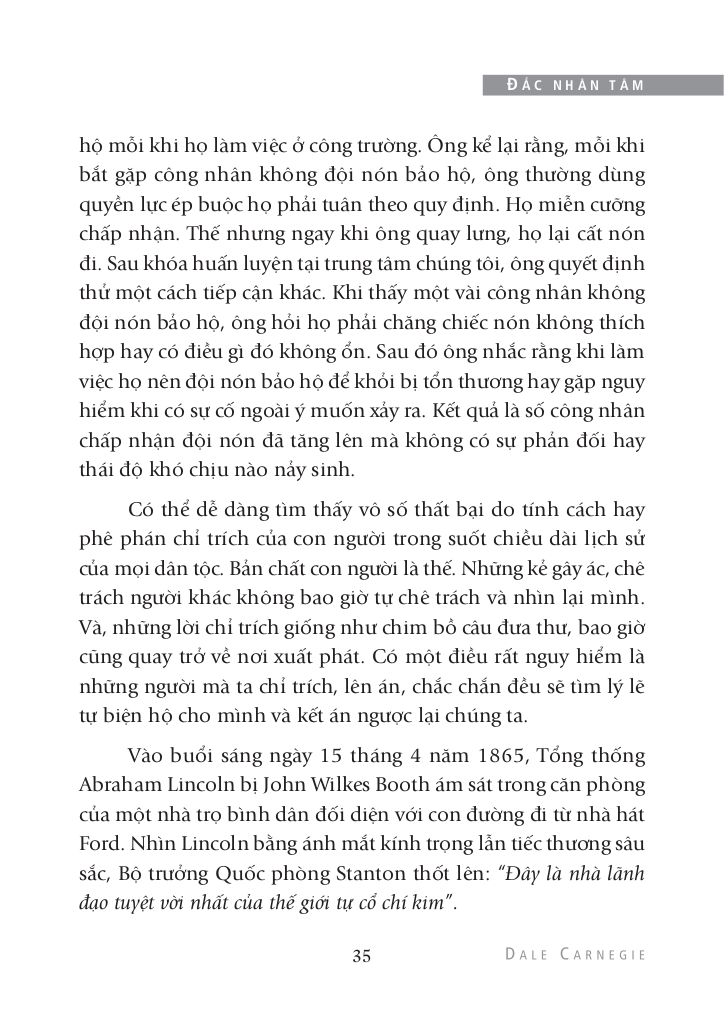 ĐẮC NHÂN TÂM
hộ mỗi khi họ làm việc ở công trường. Ông kể lại rằng, mỗi khi
bắt gặp công nhân không đội nón bảo hộ, ông thường dùng
quyền lực ép buộc họ phải tuân theo quy định. Họ miễn cưỡng
chấp nhận. Thế nhưng ngay khi ông quay lưng, họ lại cất nón
đi. Sau khóa huấn luyện tại trung tâm chúng tôi, ông quyết định
thử một cách tiếp cận khác. Khi thấy một vài công nhân không
đội nón bảo hộ, ông hỏi họ phải chăng chiếc nón không thích
hợp hay có điều gì đó không ổn. Sau đó ông nhắc rằng khi làm
việc họ nên đội nón bảo hộ để khỏi bị tổn thương hay gặp nguy
hiểm khi có sự cố ngoài ý muốn xảy ra. Kết quả là số công nhân
chấp nhận đội nón đã tăng lên mà không có sự phản đối hay
thái độ khó chịu nào nảy sinh.
Có thể dễ dàng tìm thấy vô số thất bại do tính cách hay
phê phán chỉ trích của con người trong suốt chiều dài lịch sử
của mọi dân tộc. Bản chất con người là thế. Những kẻ gây ác, chê
trách người khác không bao giờ tự chê trách và nhìn lại mình.
Và, những lời chỉ trích giống như chim bồ câu đưa thư, bao giờ
cũng quay trở về nơi xuất phát. Có một điều rất nguy hiểm là
những người mà ta chỉ trích, lên án, chắc chắn đều sẽ tìm lý lẽ
tự biện hộ cho mình và kết án ngược lại chúng ta.
Vào buổi sáng ngày 15 tháng 4 năm 1865, Tổng thống
Abraham Lincoln bị John Wilkes Booth ám sát trong căn phòng
của một nhà trọ bình dân đối diện với con đường đi từ nhà hát
Ford. Nhìn Lincoln bằng ánh mắt kính trọng lẫn tiếc thương sâu
sắc, Bộ trưởng Quốc phòng Stanton thốt lên: “Đây là nhà lãnh
đạo tuyệt vời nhất của thế giới tự cổ chí kim”.
35 DALE CARNEGIE